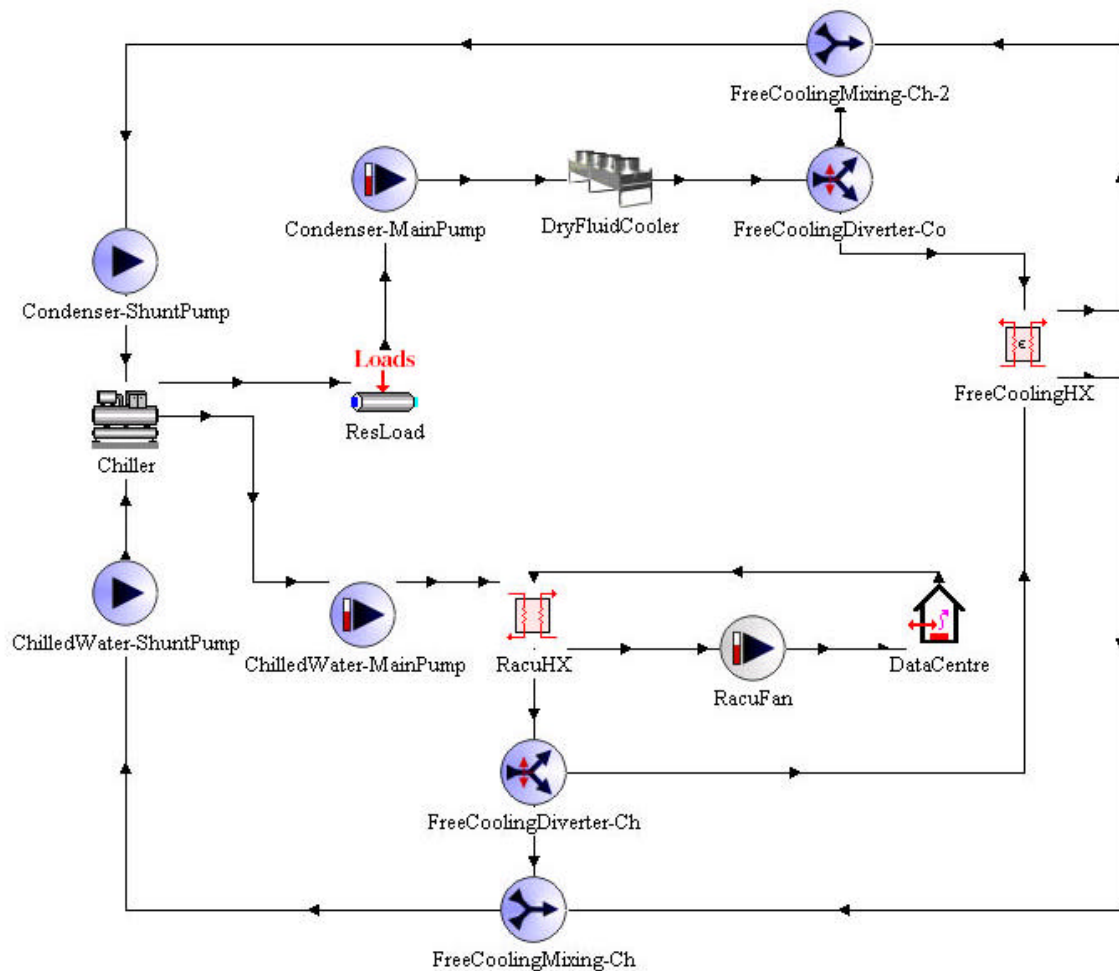 FreeCoolingMixing-Ch-2
Condenser-MainPump
DryFluidCooler
FreeCoolingDiverter-Co
Condenser-ShuntPump
Loads
ϵ
FreeCoolingHX
ResLoad
Chiller
ChilledWater-ShuntPump
ChilledWater-MainPump
RacuHX
RacuFan
DataCentre
FreeCoolingDiverter-Ch
FreeCoolingMixing-Ch